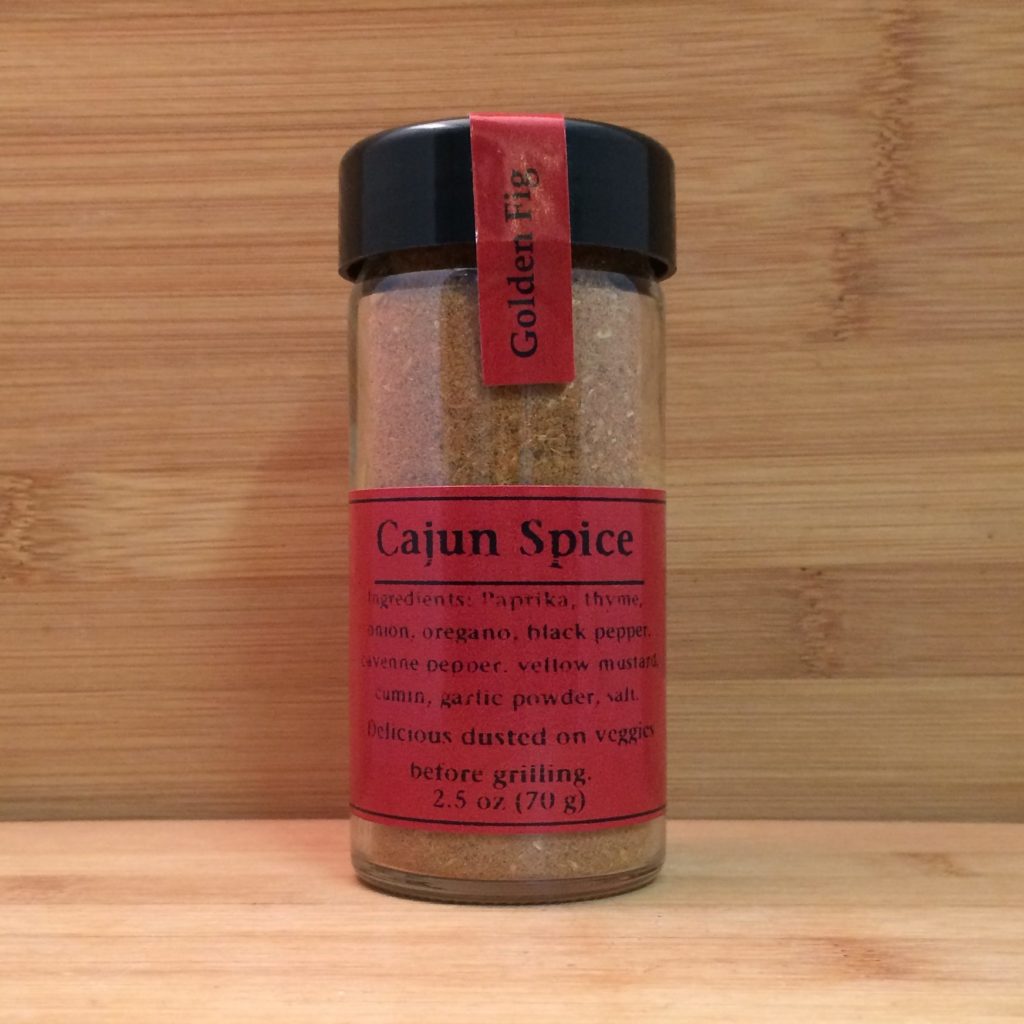 Golden Fig
Cajun Spice
Ingredients: Paprika, thyme,
onion, oregano, black pepper,
cayenne pepper, yellow mustard,
cumin, garlic powder, salt.
Delicious dusted on veggies
before grilling.
2.5 oz (70 g)